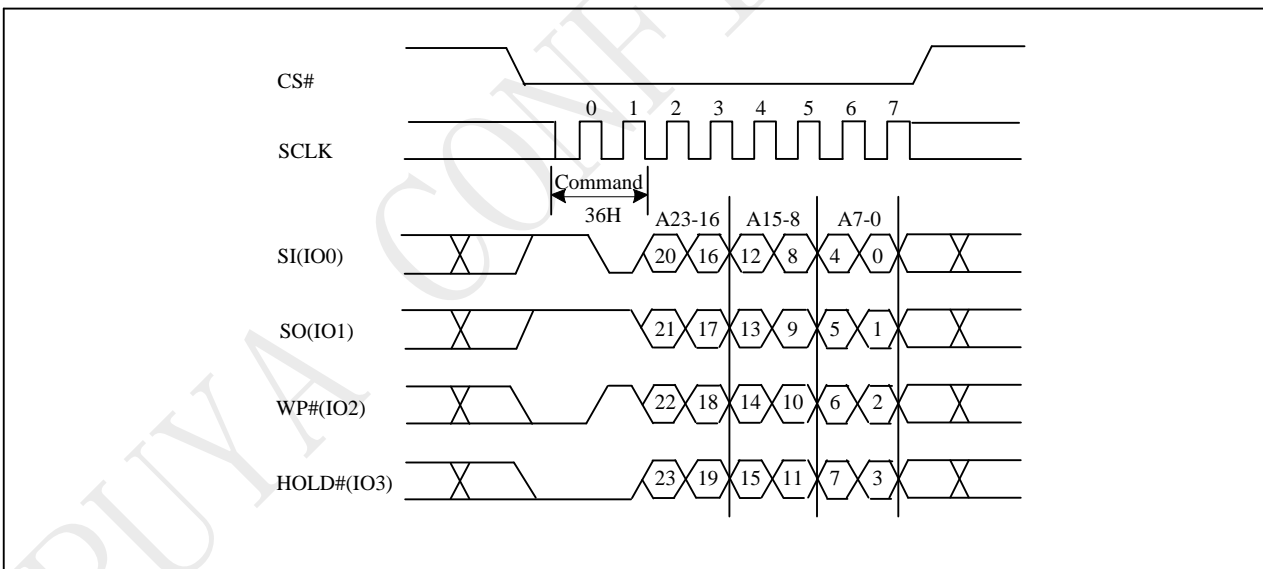 PUYA CONF
CS#
0 1 2 3 4 5 6 7
SCLK
Command
36H
A23-16 A15-8 A7-0
SI(IO0)
20 16 12 8 4 0
SO(IO1)
21 17 13 9 5 1
WP#(IO2)
22 18 14 10 6 2
HOLD#(IO3)
23 19 15 11 7 3